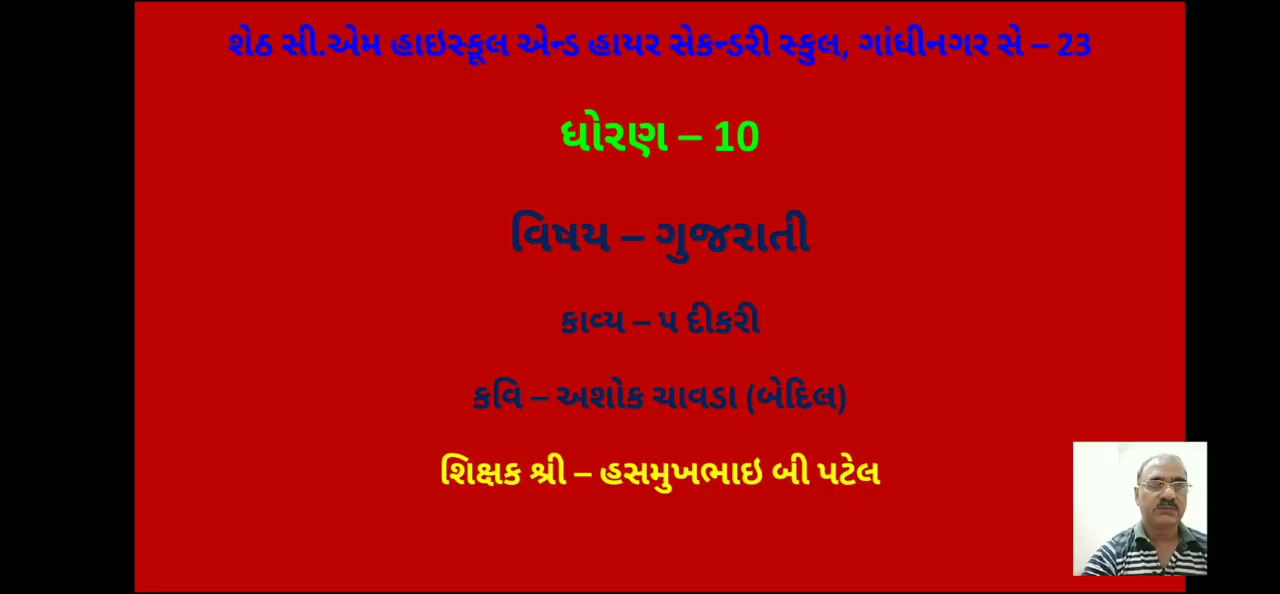 શેઠ સી.એમ હાઇસ્કૂલ એન્ડ હાયર સેકન્ડરી સ્કુલ, ગાંધીનગર સે – 23
ધોરણ – 10
વિષય – ગુજરાતી
કાવ્ય – ૫ દીકરી
કવિ – અશોક ચાવડા (બેદિલ)
શિક્ષક શ્રી – હસમુખભાઇ બી પટેલ